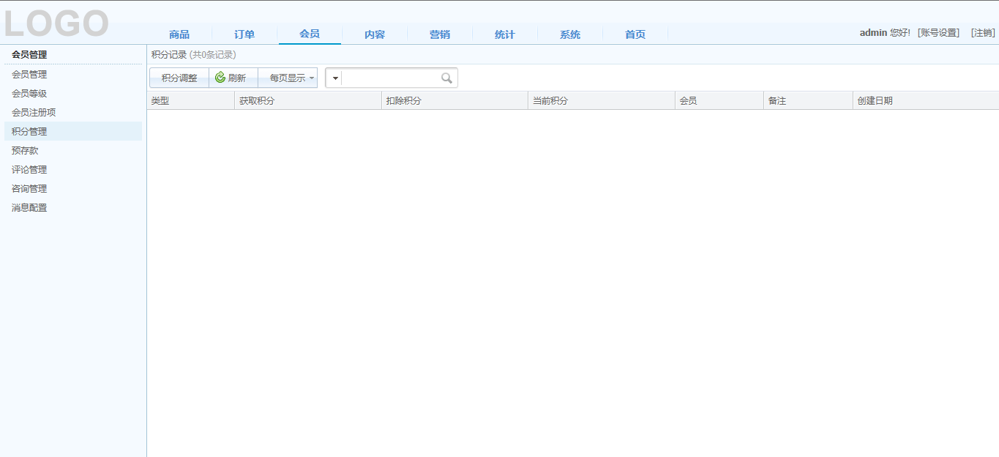 LOGO
商品 订单 会员 内容 营销 统计 系统 首页
admin 您好! [账号设置] [注销]
会员管理
会员管理
会员等级
会员注册项
积分管理
预存款
评论管理
咨询管理
消息配置
积分记录 (共0条记录)
积分调整 刷新 每页显示
类型 获取积分 扣除积分 当前积分 会员 备注 创建日期